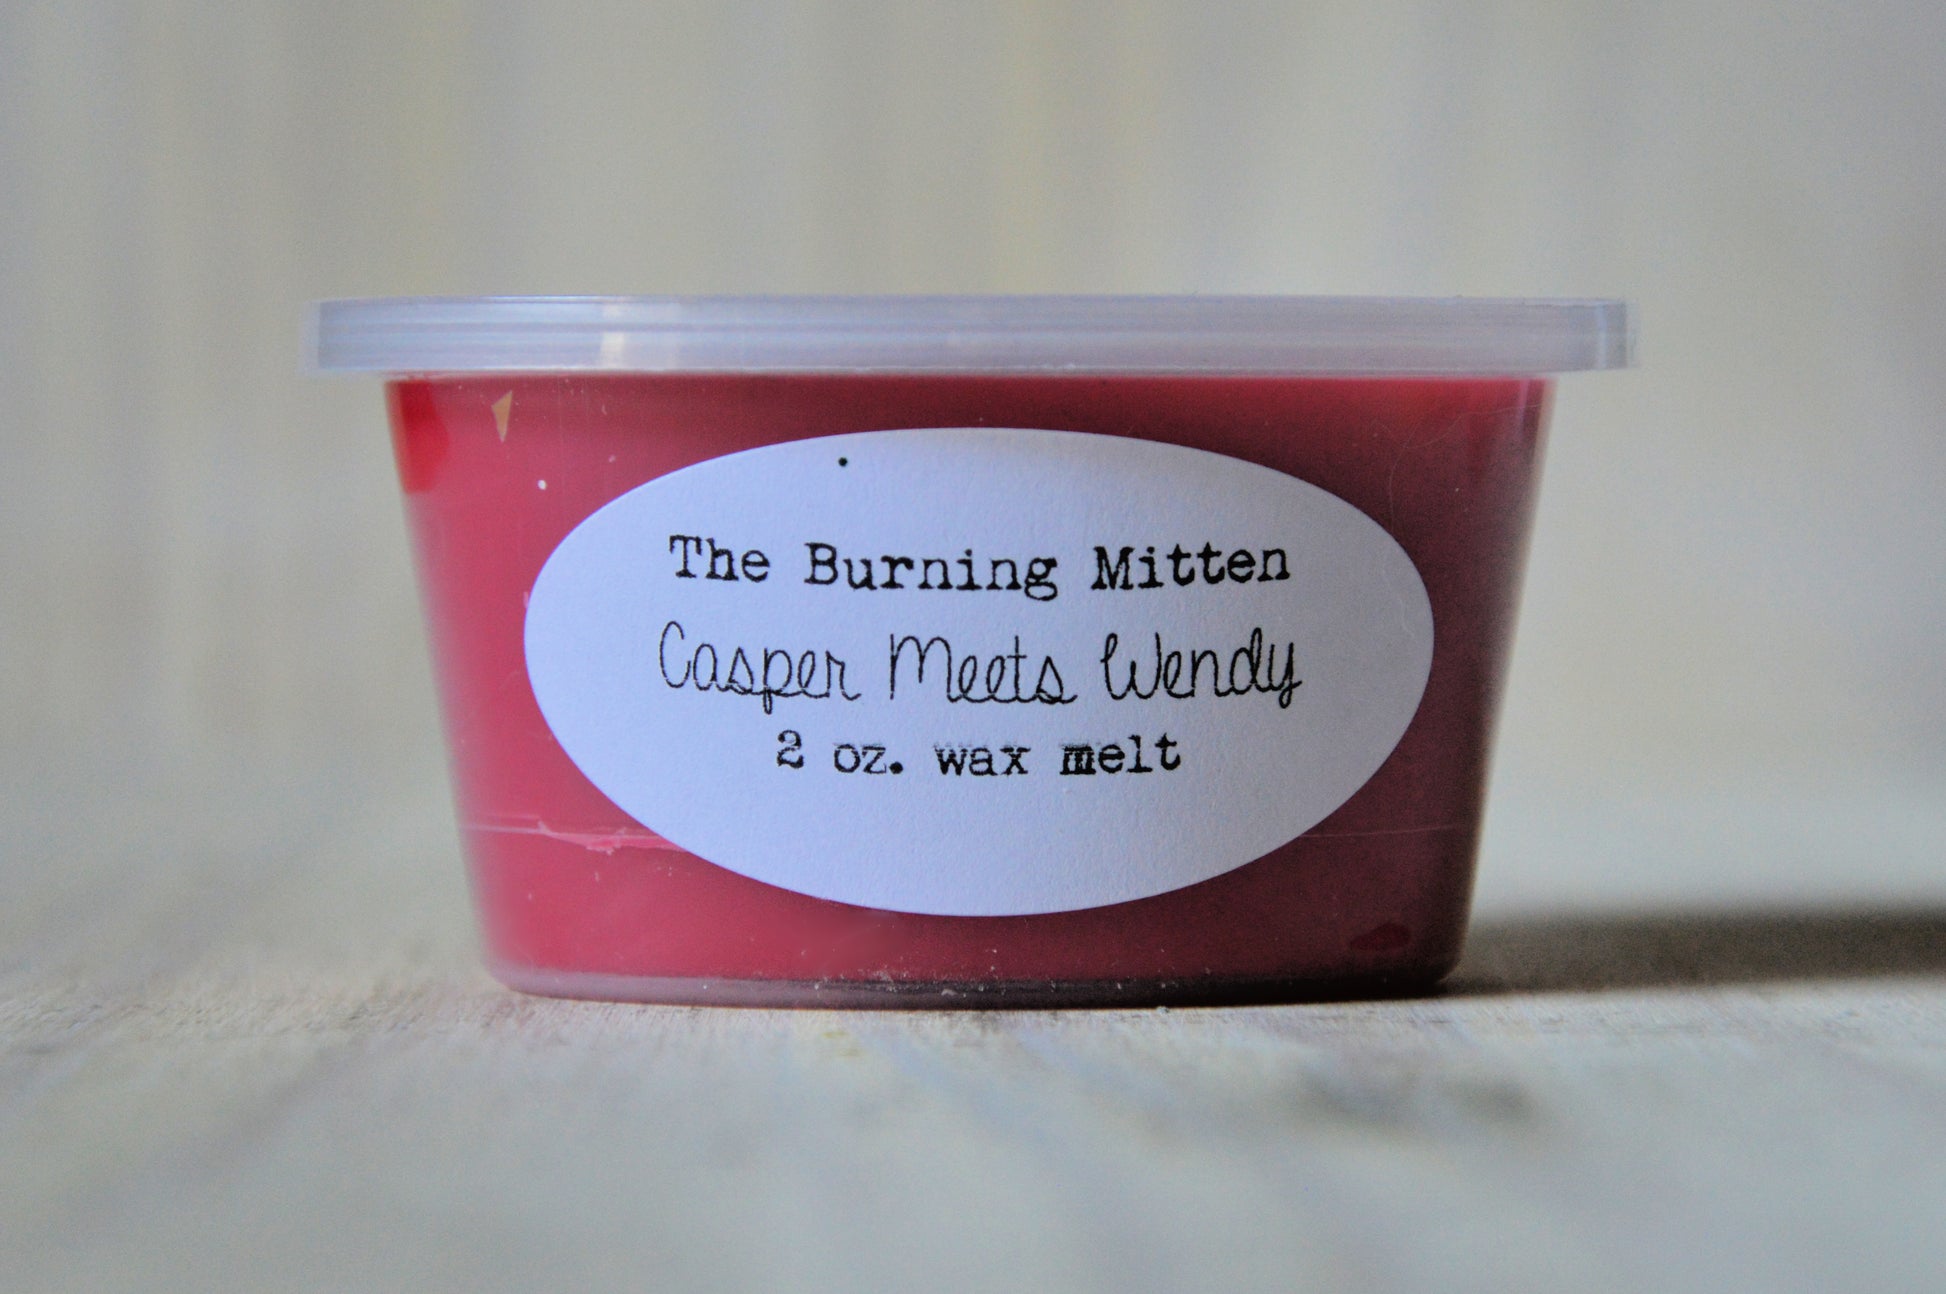 The Burning Mitten
Casper Meets Wendy
2 oz. wax melt